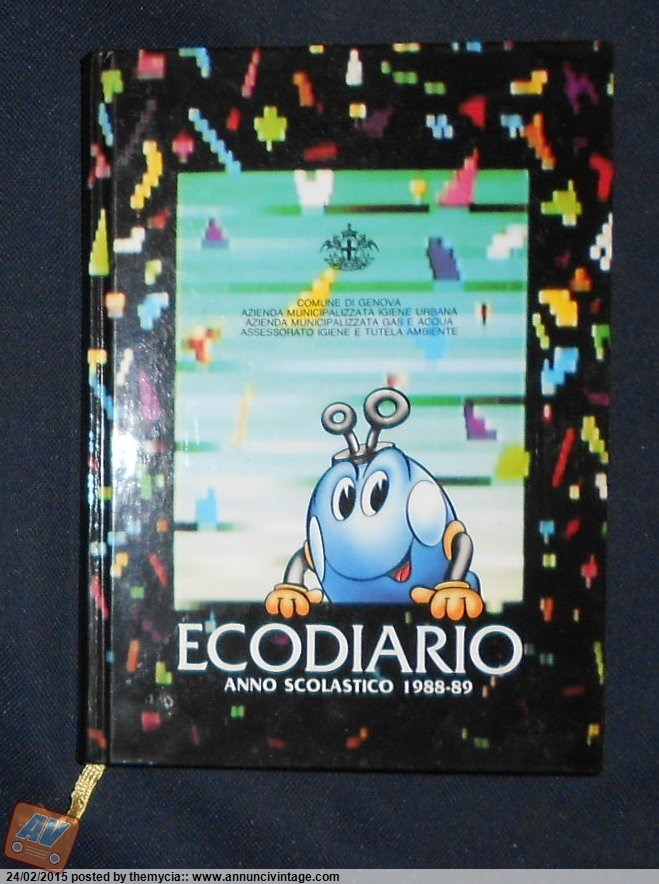 COMUNE DI GENOVA
AZIENDA MUNICIPALIZZATA IGIENE URBANA
AZIENDA MUNICIPALIZZATA GAS E ACQUA
ASSESSORATO IGIENE E TUTELA AMBIENTE
ECODIARIO
ANNO SCOLASTICO 1988-89
AV
24/02/2015 posted by themycia:: www.annuncivintage.com